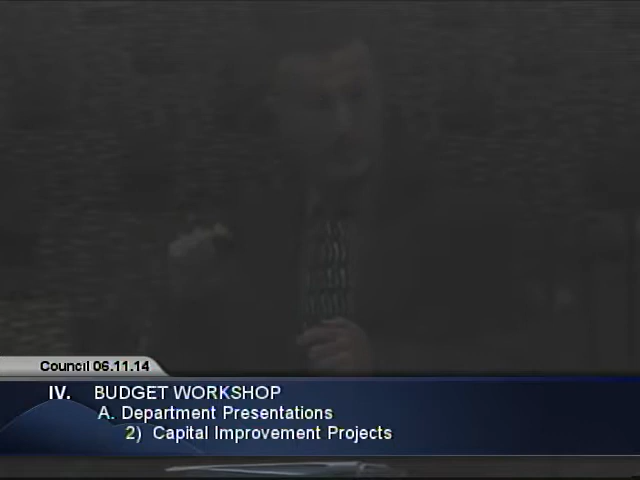 Council 06.11.14
IV. BUDGET WORKSHOP
A. Department Presentations
2) Capital Improvement Projects